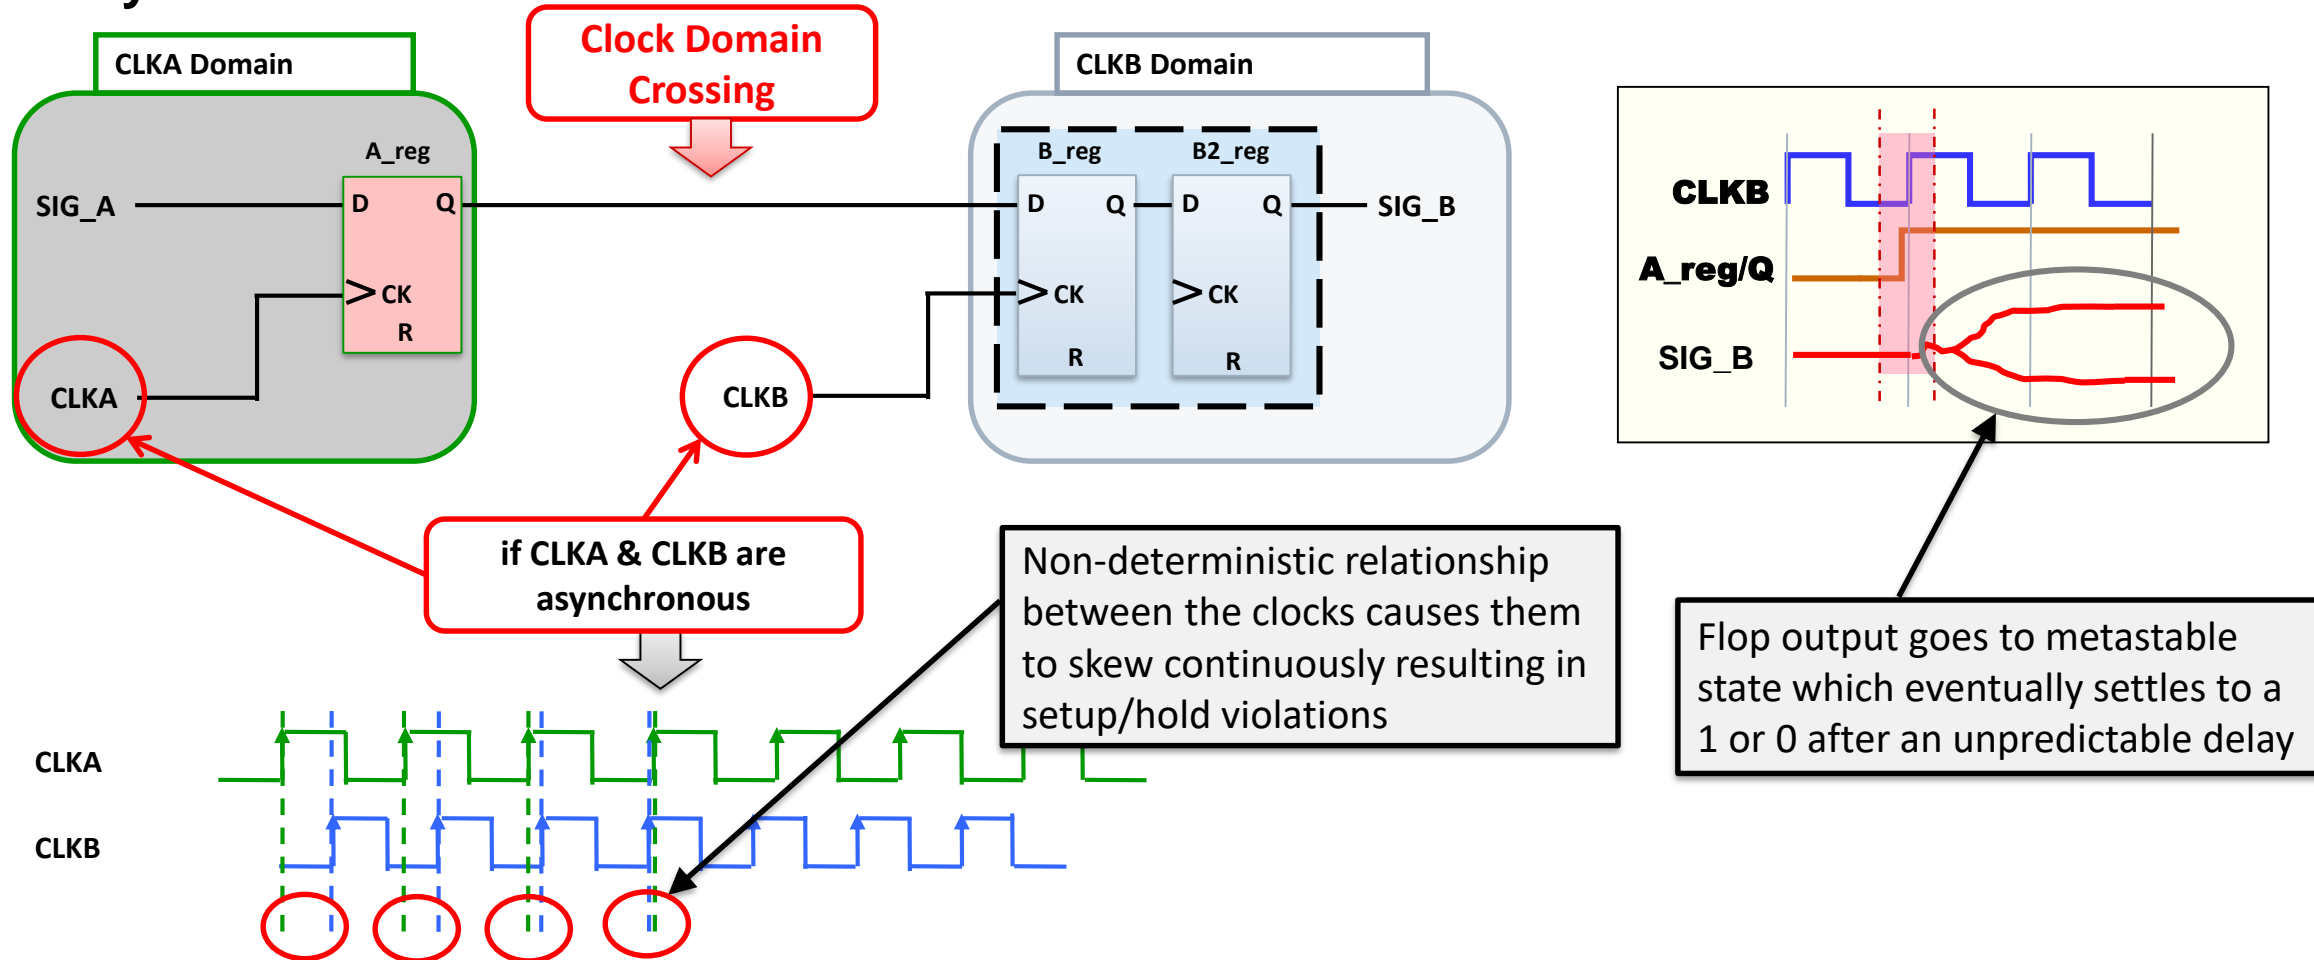 CLKA Domain
Clock Domain
Crossing
CLKB Domain
A_reg
SIG_A
D
Q
CK
R
CLKA
B_reg
B2_reg
D
Q
D
Q
SIG_B
CK
CK
R
R
CLKB
CLKB
A_reg/Q
SIG_B
if CLKA & CLKB are
asynchronous
Non-deterministic relationship
between the clocks causes them
to skew continuously resulting in
setup/hold violations
Flop output goes to metastable
state which eventually settles to a
1 or 0 after an unpredictable delay
CLKA
CLKB